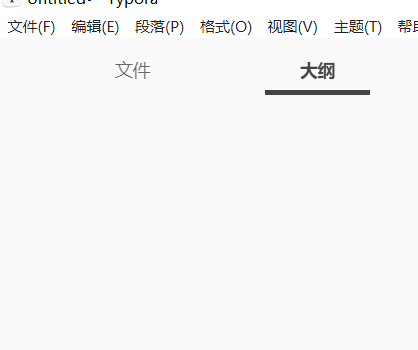 Untitled- Typora
文件(F) 编辑(E) 段落(P) 格式(O) 视图(V) 主题(T) 帮
文件 大纲